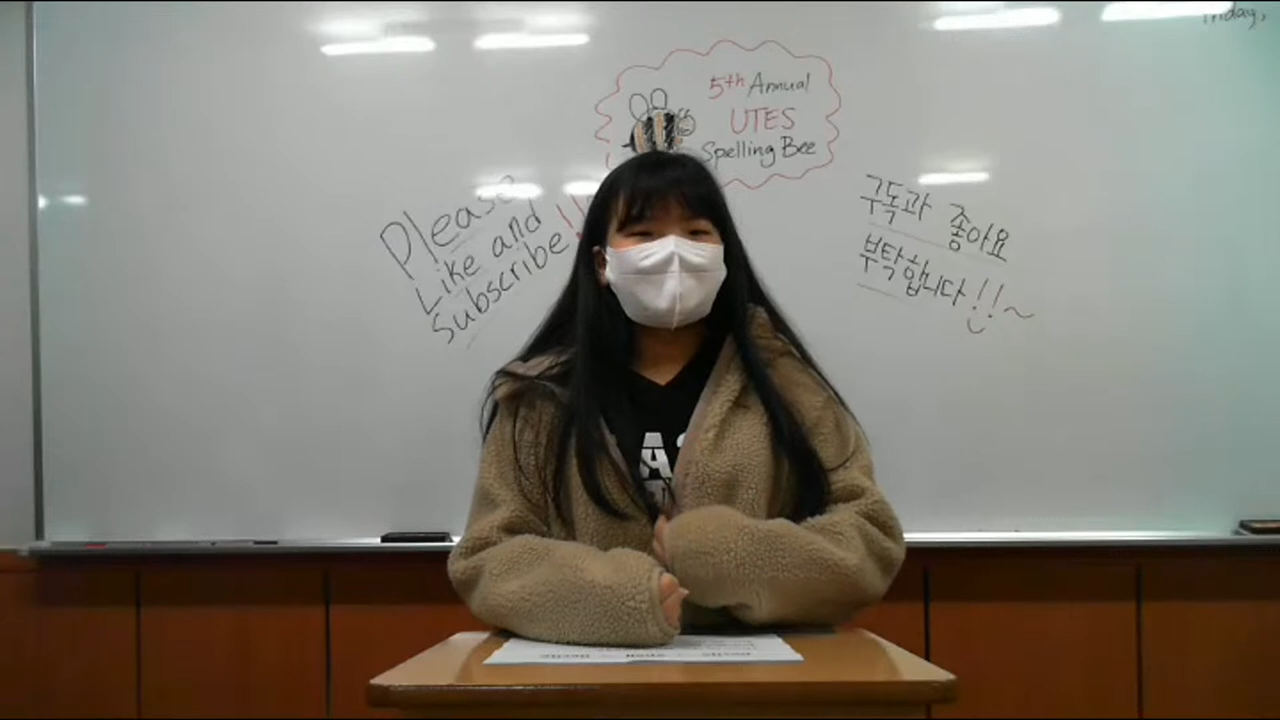 friday,
5th Annual
UTES
Spelling Bee
Please
Like and
Subscribe!!
구독과 좋아요
부탁합니다!!~